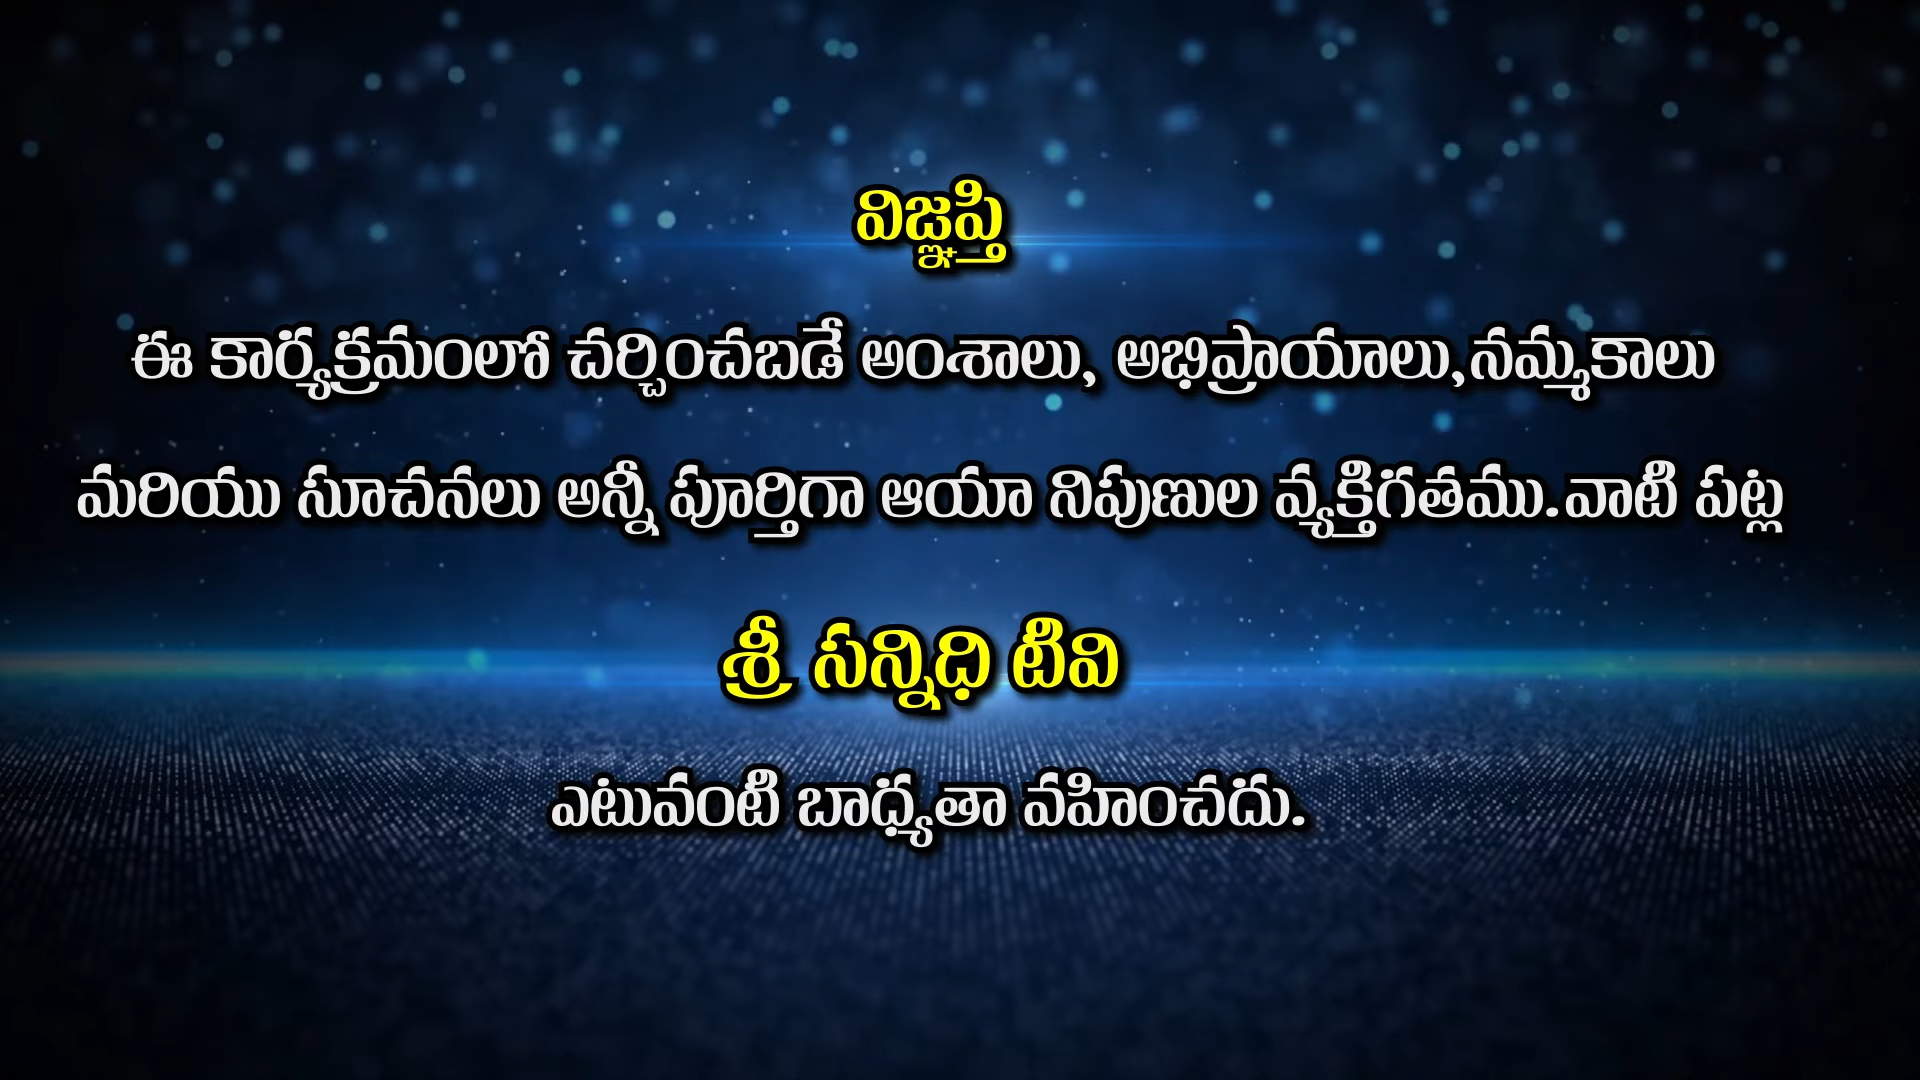 విజ్ఞప్తి
ఈ కార్యక్రమంలో చర్చించబడే అంశాలు, అభిప్రాయాలు,నమ్మకాలు
మరియు సూచనలు అన్నీ పూర్తిగా ఆయా నిపుణుల వ్యక్తిగతము.వాటి పట్ల
శ్రీ సన్నిధి టీవి
ఎటువంటి బాధ్యతా వహించదు.